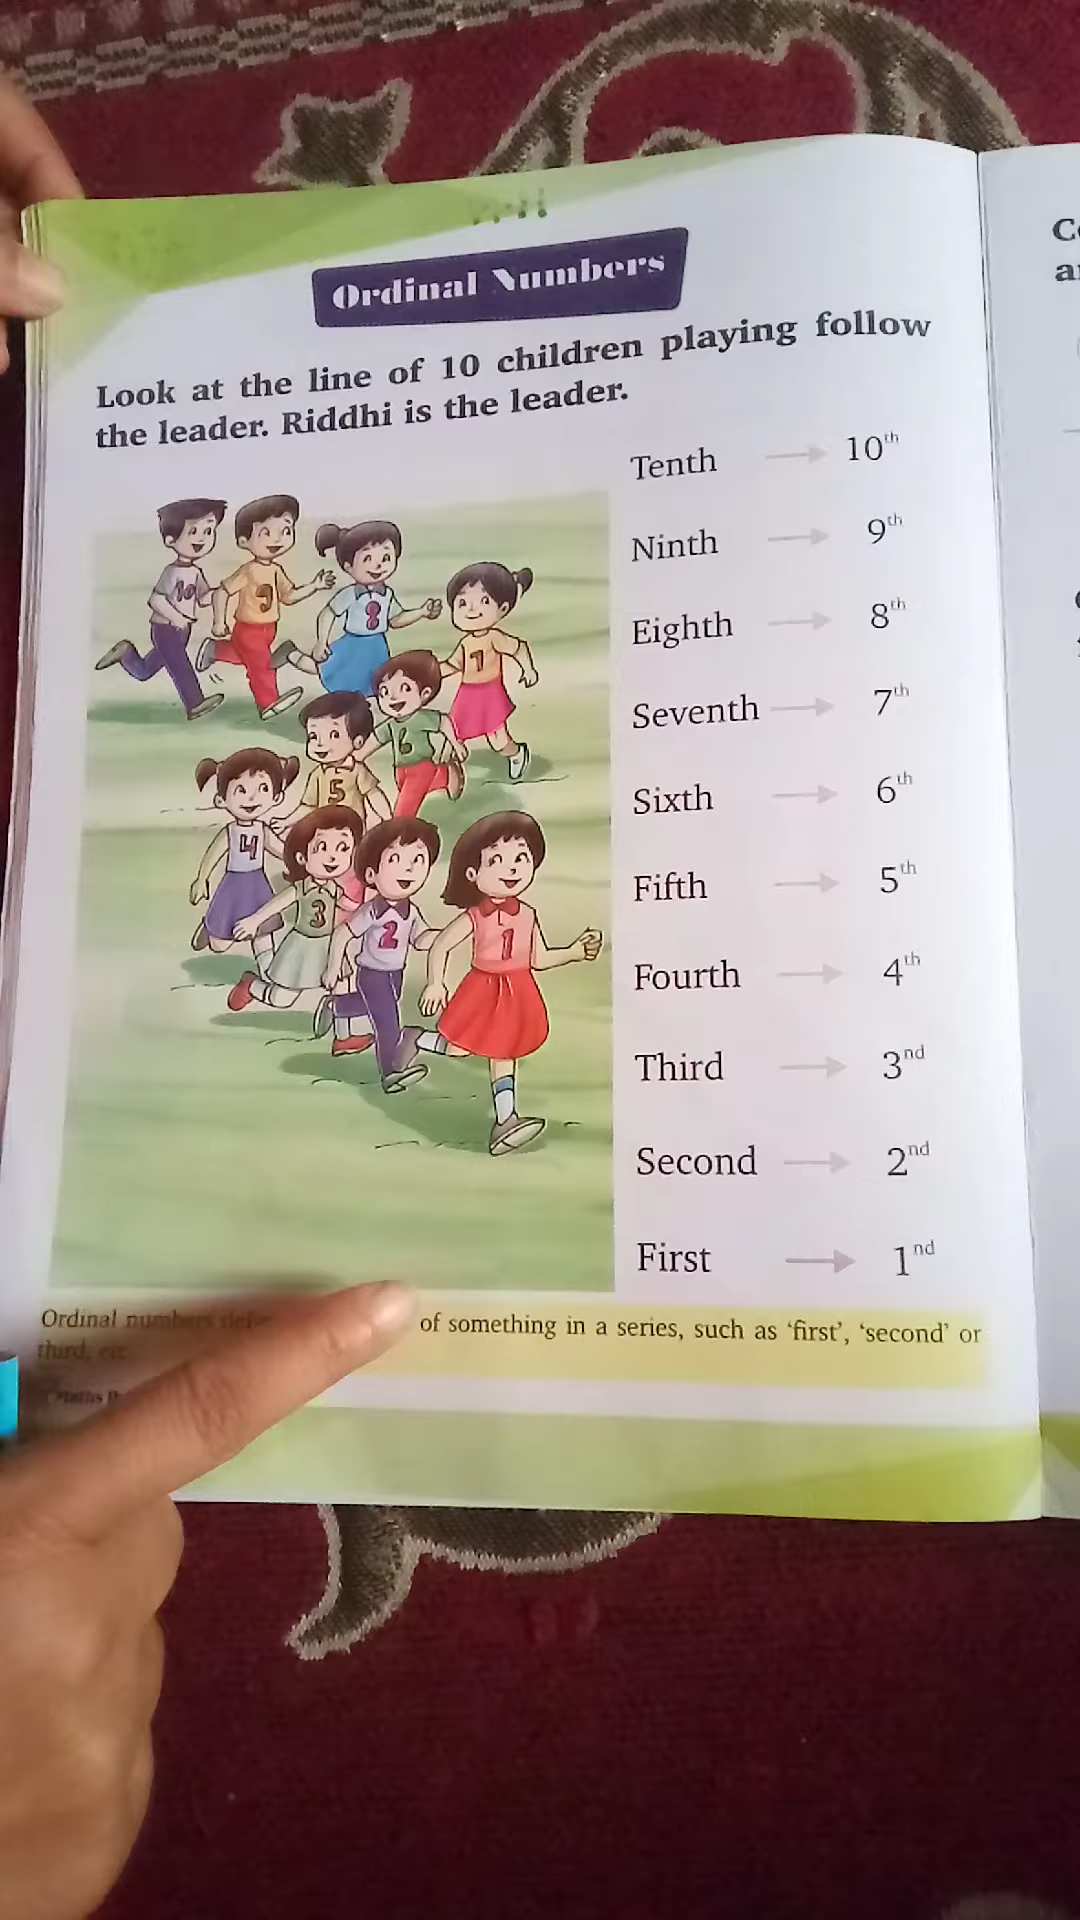 Ordinal Numbers
Look at the line of 10 children playing follow
the leader. Riddhi is the leader.
Tenth → 10th
Ninth → 9th
Eighth → 8th
Seventh → 7th
Sixth → 6th
Fifth → 5th
Fourth → 4th
Third → 3nd
Second → 2nd
First → 1nd
10
9
8
7
6
5
4
3
2
1
Ordinal numbers of something in a series, such as ‘first’, ‘second’ or
third, etc.
Maths